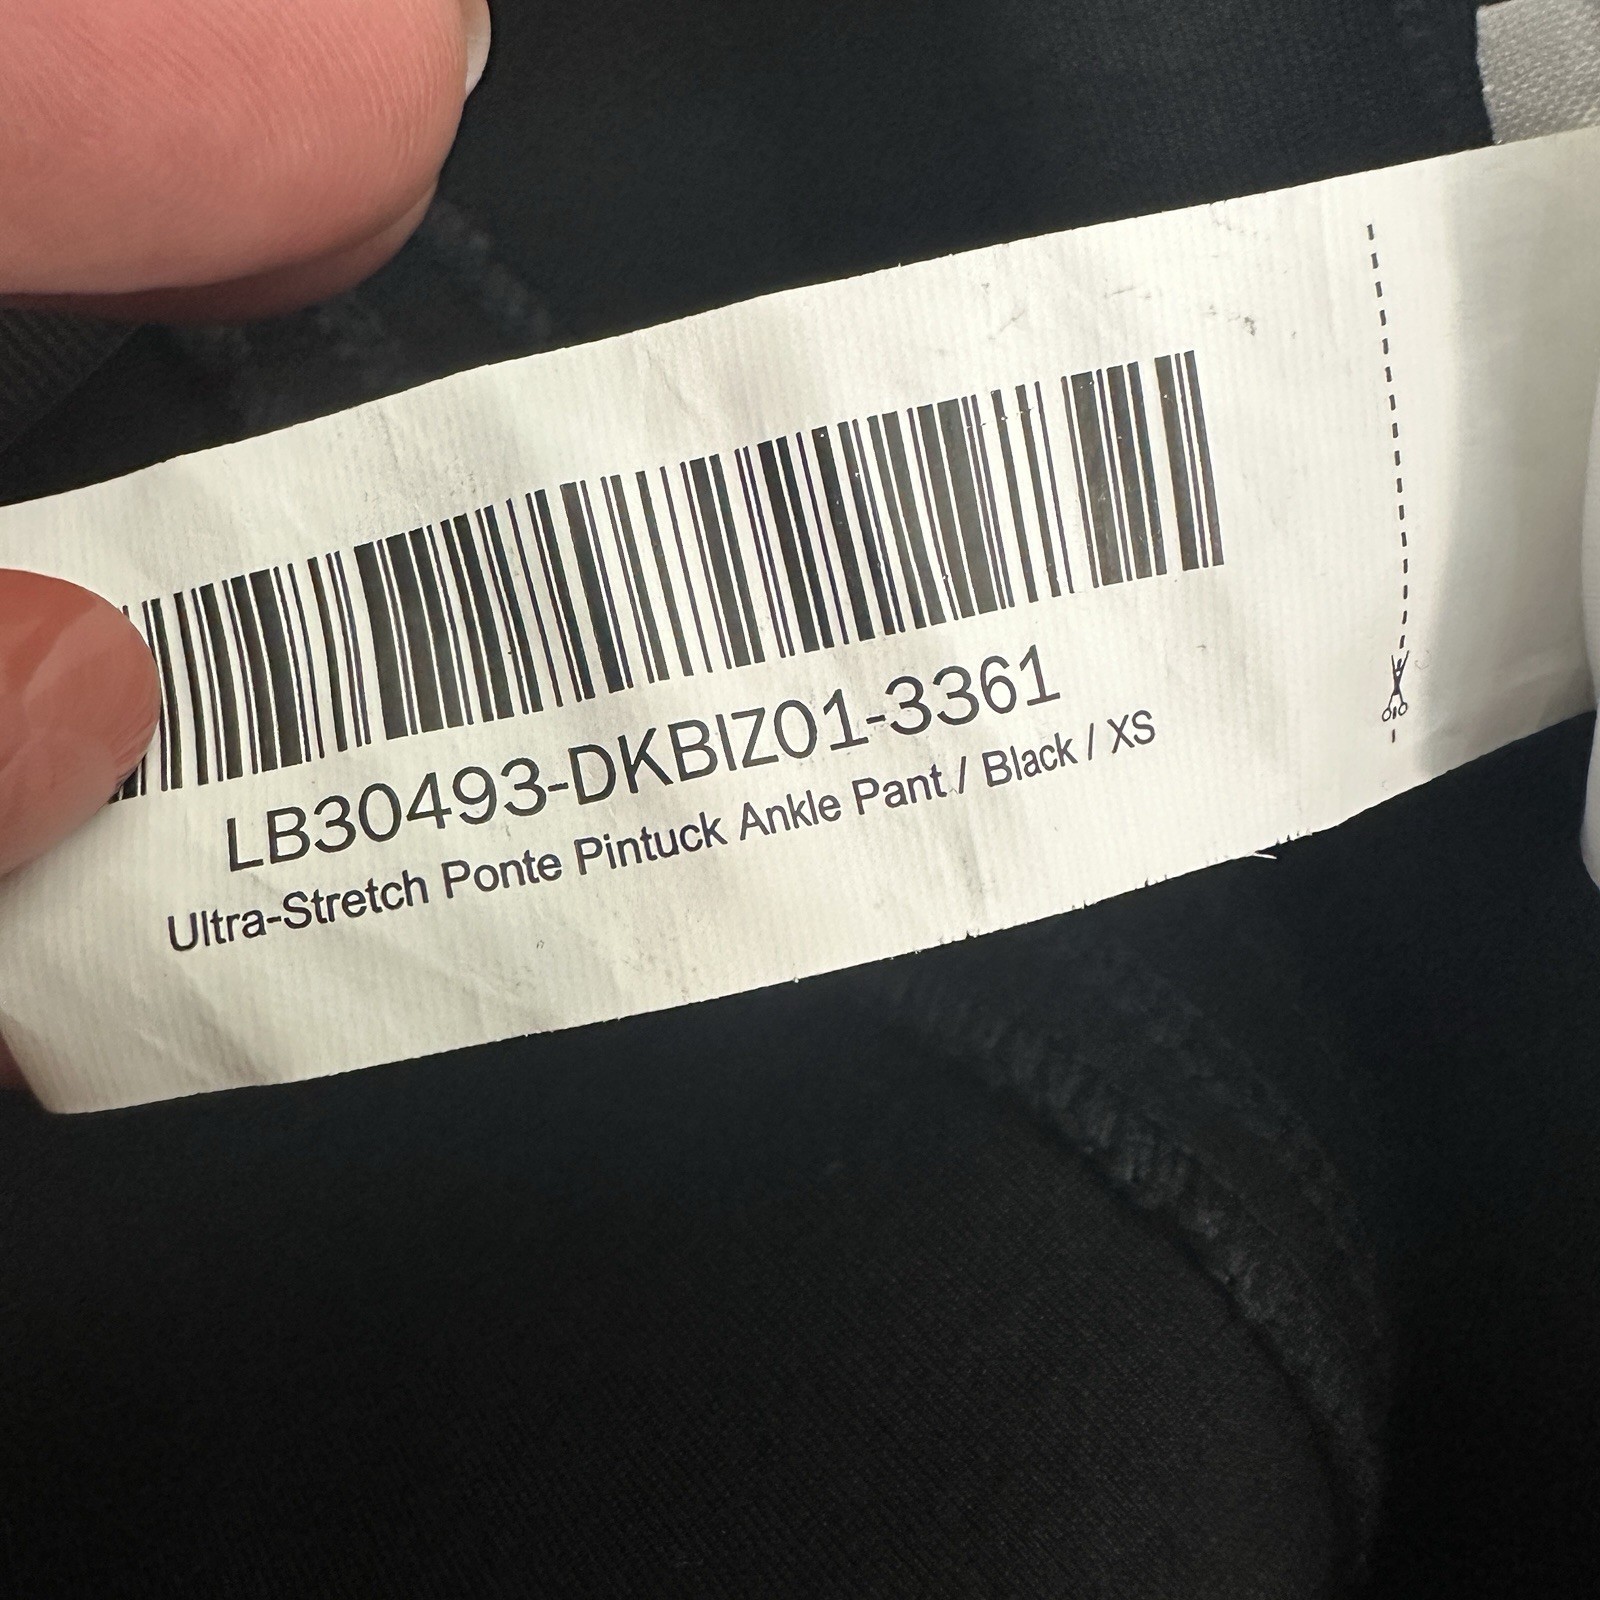 LB30493-DKBIZ01-3361
Ultra-Stretch Ponte Pintuck Ankle Pant / Black / XS